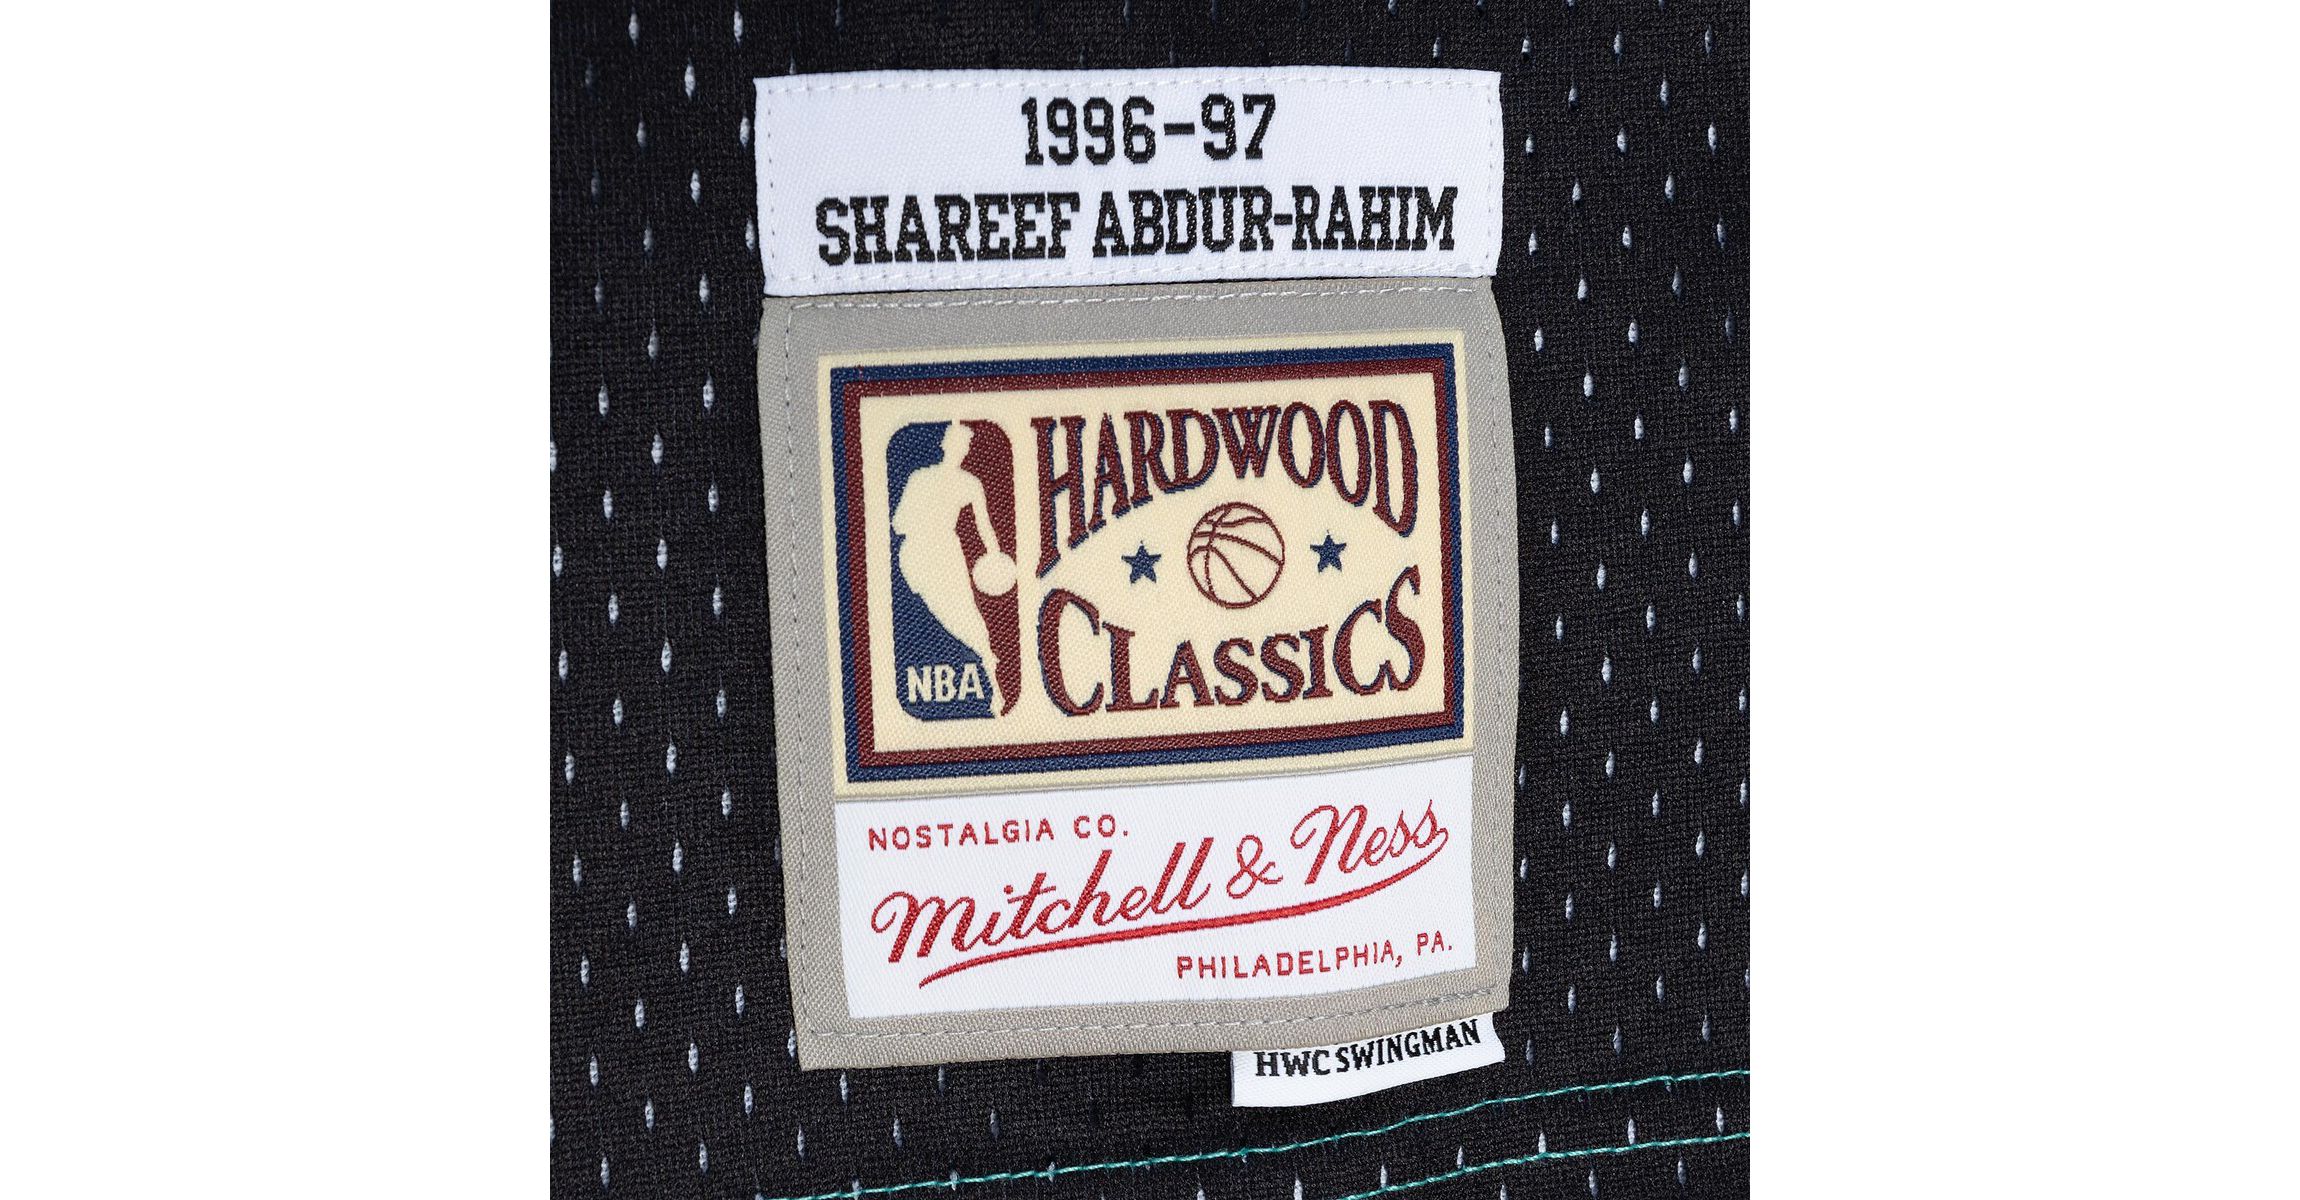 1996-97
SHAREEF ABDUR-RAHIM
HARDWOOD
CLASSICS
NBA
NOSTALGIA CO.
Mitchell & Ness
PHILADELPHIA, PA.
HWC SWINGMAN